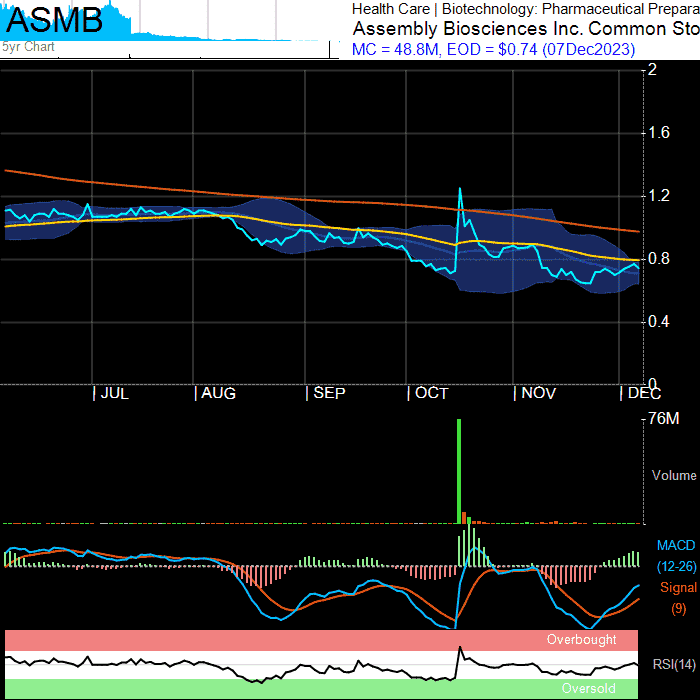 ASMB
Health Care | Biotechnology: Pharmaceutical Prepara
Assembly Biosciences Inc. Common Sto
MC = 48.8M, EOD = $0.74 (07Dec2023)
5yr Chart
2
1.6
1.2
0.8
0.4
0
| JUL | AUG | SEP | OCT | NOV | DEC
76M
Volume
MACD
(12-26)
Signal
(9)
Overbought
RSI(14)
Oversold